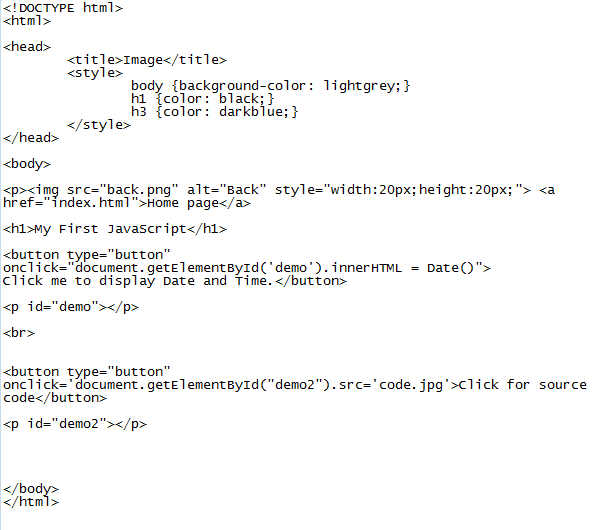 <!DOCTYPE html>
<html>
<head>
<title>Image</title>
<style>
body {background-color: lightgrey;}
h1 {color: black;}
h3 {color: darkblue;}
</style>
</head>
<body>
<p><img src="back.png" alt="Back" style="width:20px;height:20px;"> <a
href="index.html">Home page</a>
<h1>My First JavaScript</h1>
<button type="button"
onclick="document.getElementById('demo').innerHTML = Date()">
Click me to display Date and Time.</button>
<p id="demo"></p>
<br>
<button type="button"
onclick='document.getElementById("demo2").src='code.jpg'>Click for source
code</button>
<p id="demo2"></p>
</body>
</html>